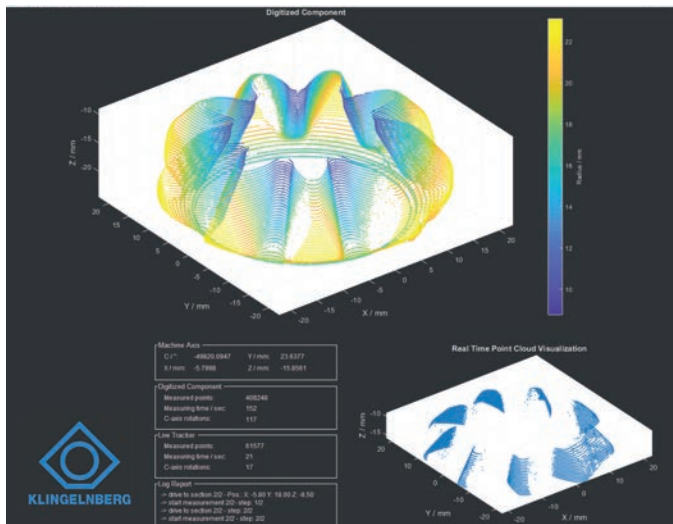 Digitized Component
-10
-15
-20
Z / mm
20
15
10
5
0
-5
-10
-15
-20
Y / mm
-20
-15
-10
-5
0
5
10
15
20
X / mm
22
20
18
16
14
12
10
Radius / mm
Machine Axis
C / °: -49820.0947 Y / mm: 23.6377
X / mm: -5.7998 Z / mm: -15.8561
Digitized Component
Measured points: 408248
Measuring time / sec: 152
C-axis rotations: 117
Live Tracker
Measured points: 81577
Measuring time / sec: 21
C-axis rotations: 17
Log Report
-> drive to section 2/2 - Pos.: X: -5.80 Y: 18.00 Z: -8.50
-> start measurement 2/2- step: 1/2
-> drive to section 2/2 - step: 2/2
-> start measurement 2/2 - step: 2/2
KLINGELNBERG
Real Time Point Cloud Visualization
-10
-15
Z / mm
20
10
0
-10
-20
Y / mm
-20
-10
0
10
20
X / mm